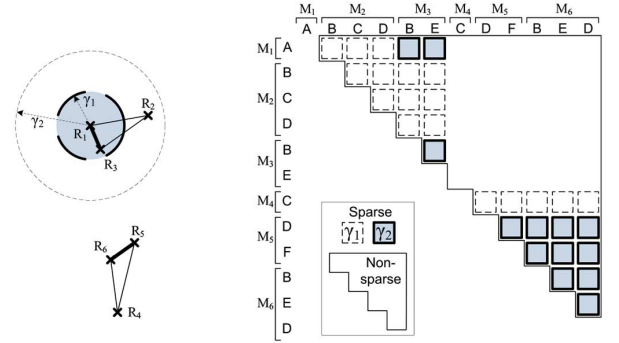 M1 M2 M3 M4 M5 M6
A B C D B E C D F B E D
M1 A
B
M2 C
D
M3 B
E
M4 C
M5 D
F
B
M6 E
D
γ1
γ2
R1
R2
R3
R6
R5
R4
Sparse
γ1 γ2
Non-
sparse